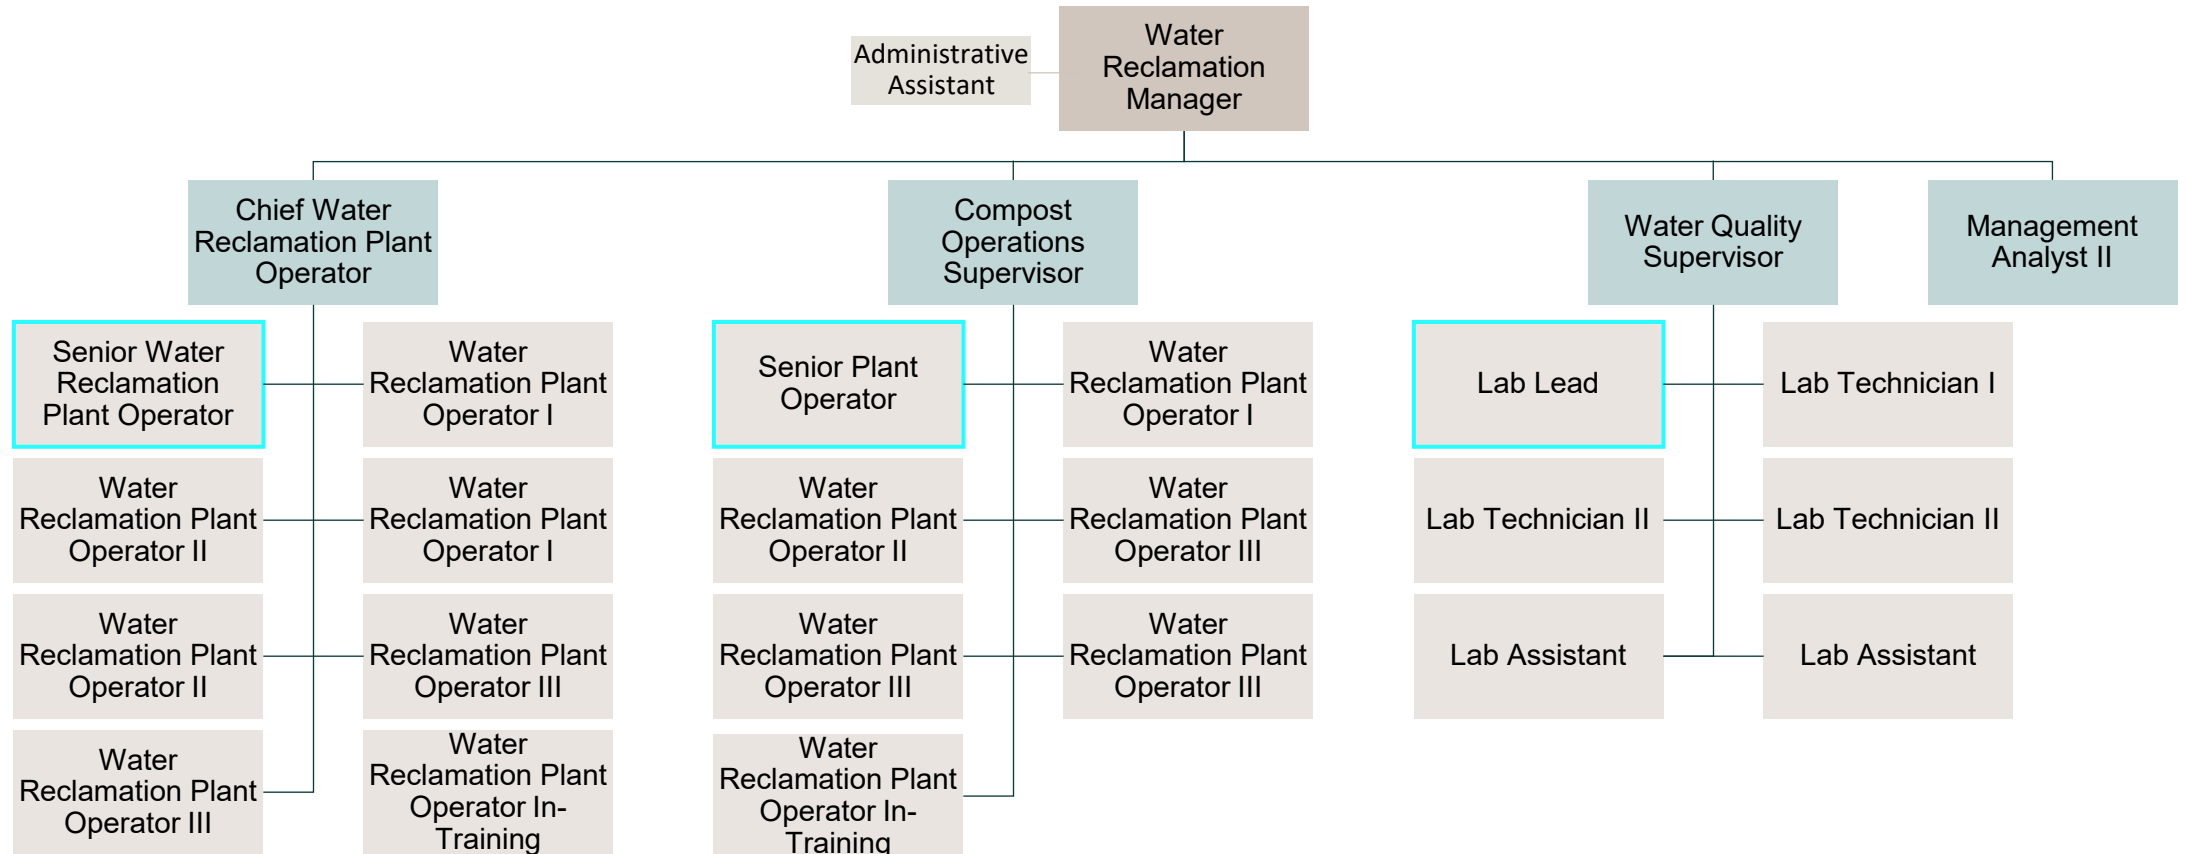 Administrative
Assistant
Water
Reclamation
Manager
Chief Water
Reclamation Plant
Operator
Compost
Operations
Supervisor
Water Quality
Supervisor
Management
Analyst II
Senior Water
Reclamation
Plant Operator
Water
Reclamation Plant
Operator I
Water
Reclamation Plant
Operator II
Water
Reclamation Plant
Operator I
Water
Reclamation Plant
Operator II
Water
Reclamation Plant
Operator III
Water
Reclamation Plant
Operator III
Water
Reclamation Plant
Operator In-
Training
Senior Plant
Operator
Water
Reclamation Plant
Operator I
Water
Reclamation Plant
Operator II
Water
Reclamation Plant
Operator III
Water
Reclamation Plant
Operator III
Water
Reclamation Plant
Operator III
Water
Reclamation Plant
Operator In-
Training
Lab Lead
Lab Technician I
Lab Technician II
Lab Technician II
Lab Assistant
Lab Assistant